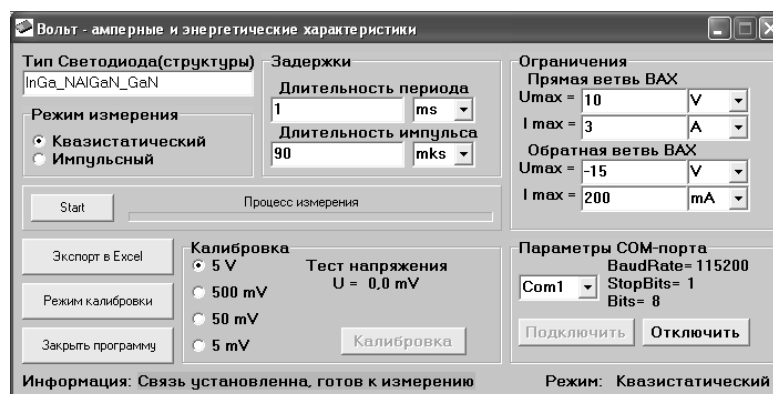 Вольт - амперные и энергетические характеристики
Тип Светодиода(структуры)
InGa_NAlGaN_GaN
Режим измерения
Квазистатический
Импульсный
Задержки
Длительность периода
1 ms
Длительность импульса
90 mks
Ограничения
Прямая ветвь ВАХ
Umax = 10 V
I max = 3 A
Обратная ветвь ВАХ
Umax = -15 V
I max = 200 mA
Start
Процесс измерения
Экспорт в Excel
Режим калибровки
Закрыть программу
Калибровка
5 V
500 mV
50 mV
5 mV
Тест напряжения
U = 0,0 mV
Калибровка
Параметры COM-порта
Com1
BaudRate= 115200
StopBits= 1
Bits= 8
Подключить Отключить
Информация: Связь установленна, готов к измерению Режим: Квазистатический